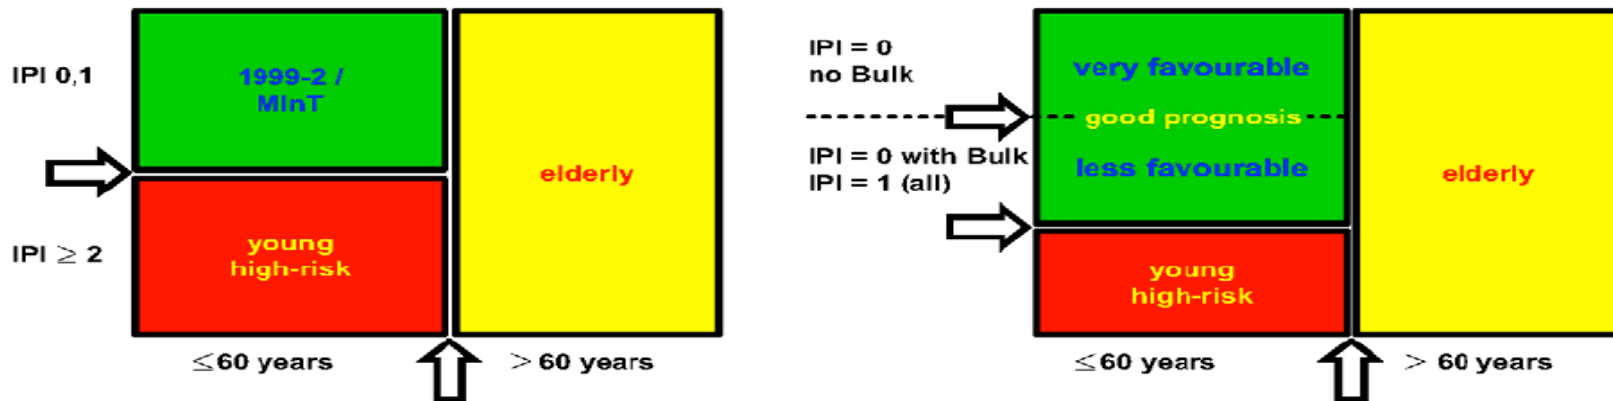 IPI 0,1
1999-2 /
MInT
IPI ≥ 2
young
high-risk
elderly
≤60 years
> 60 years
IPI = 0
no Bulk
very favourable
good prognosis
IPI = 0 with Bulk
IPI = 1 (all)
less favourable
elderly
young
high-risk
≤60 years
> 60 years